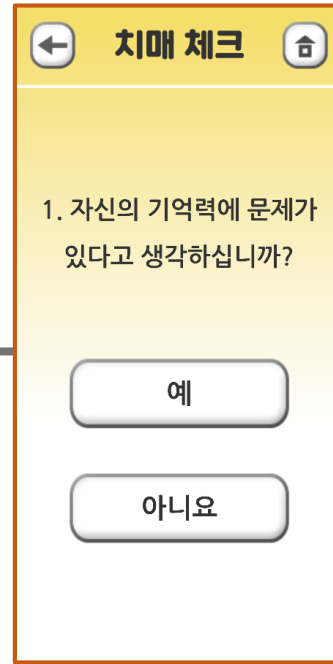 치매 체크
1. 자신의 기억력에 문제가
있다고 생각하십니까?
예
아니요